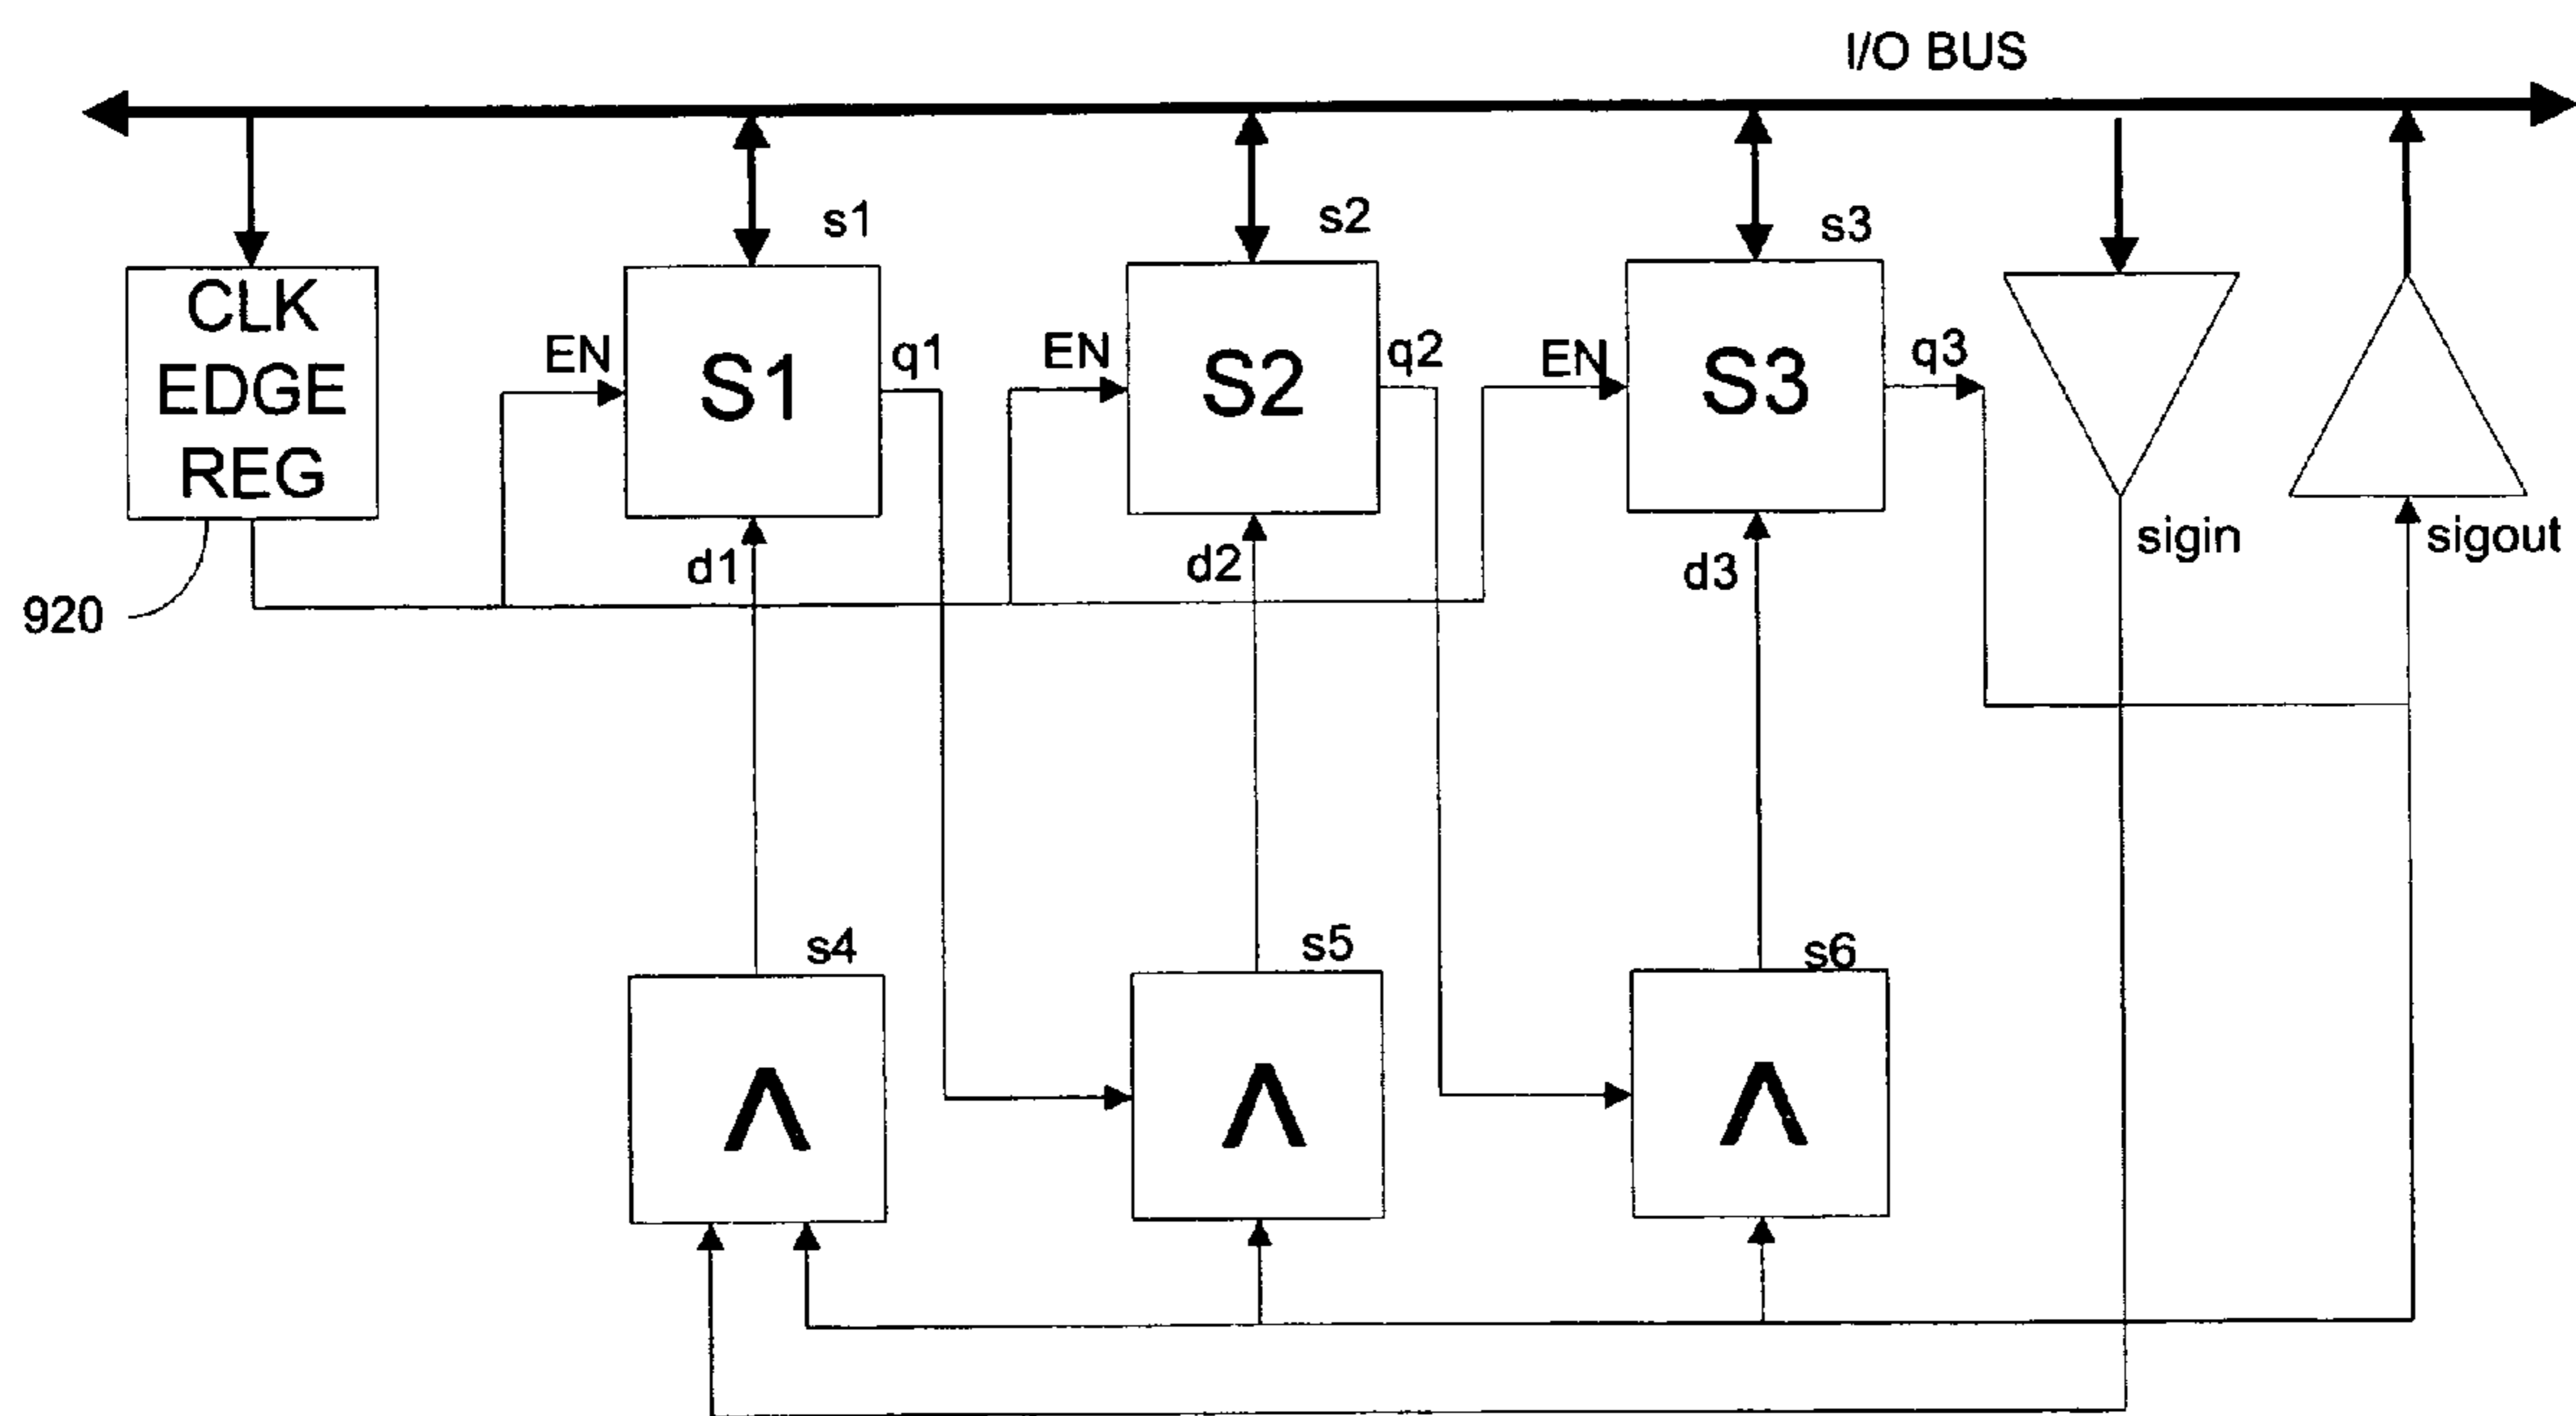 I/O BUS
s1
s2
s3
CLK
EDGE
REG
EN
S1
q1
EN
S2
q2
EN
S3
q3
d1
d2
d3
sigin
sigout
920
s4
s5
s6
Λ
Λ
Λ